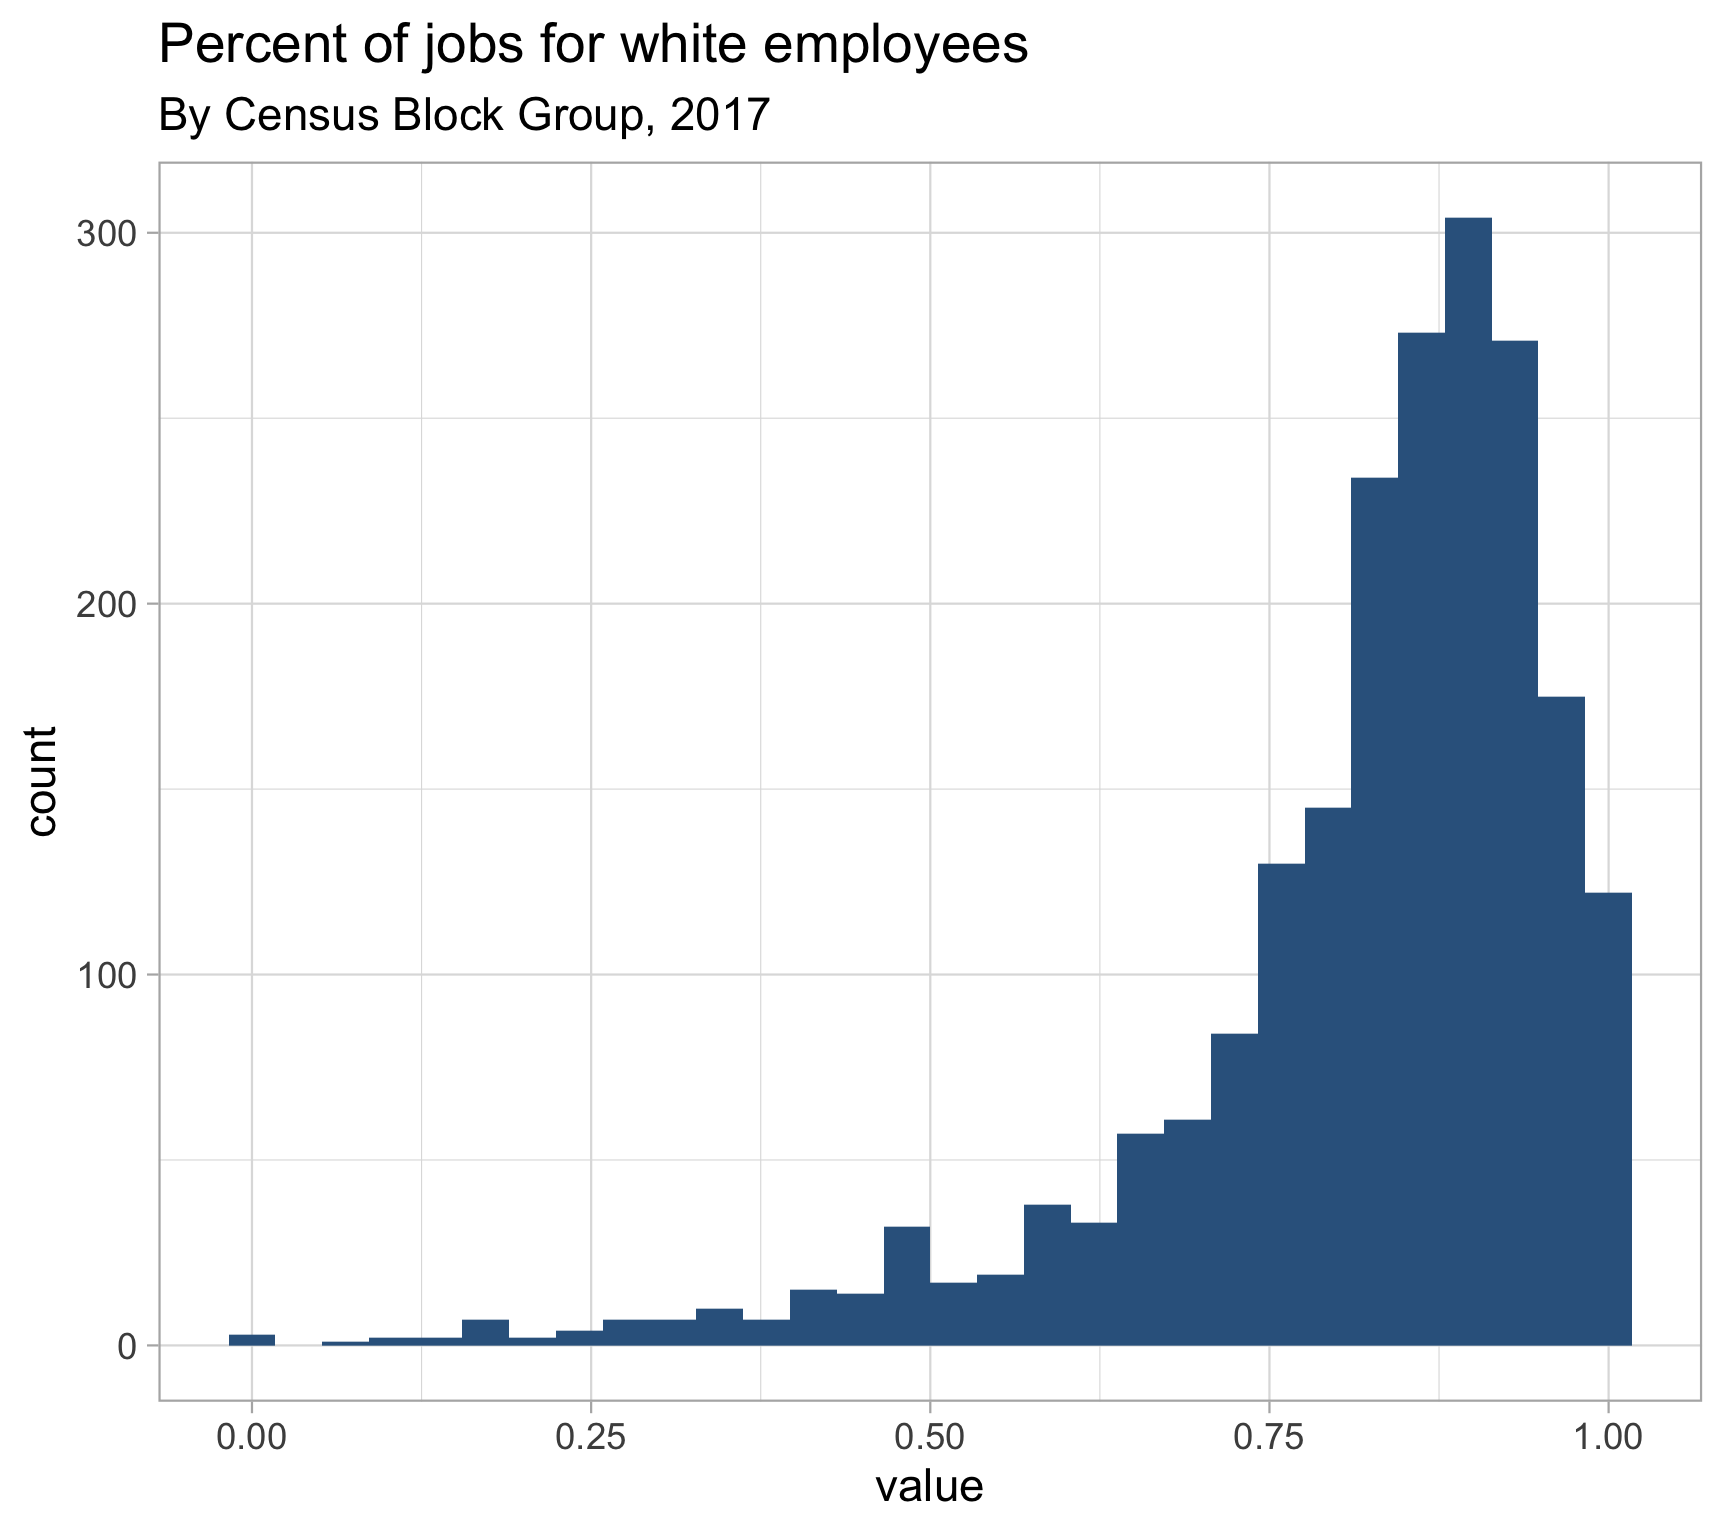 Percent of jobs for white employees
By Census Block Group, 2017
300
200
100
0
count
0.00 0.25 0.50 0.75 1.00
value